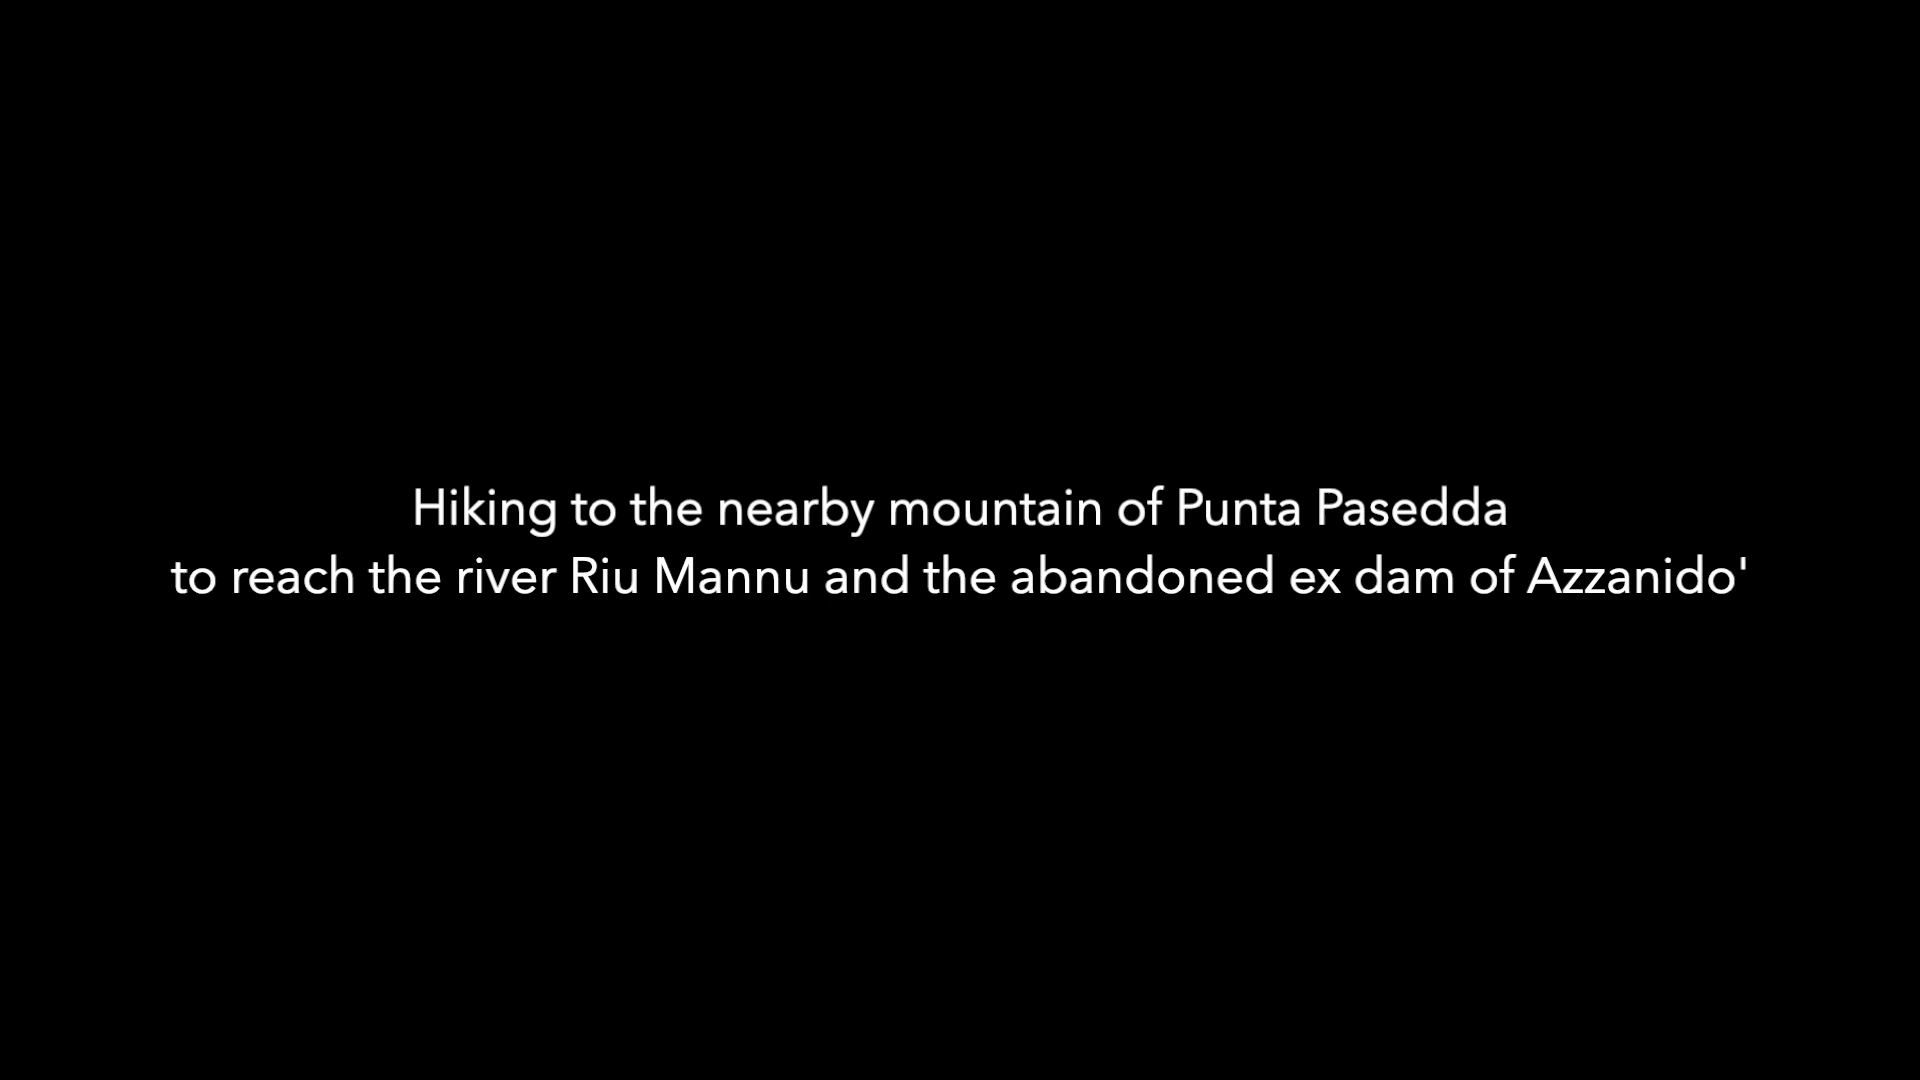 Hiking to the nearby mountain of Punta Pasedda
to reach the river Riu Mannu and the abandoned ex dam of Azzanido'